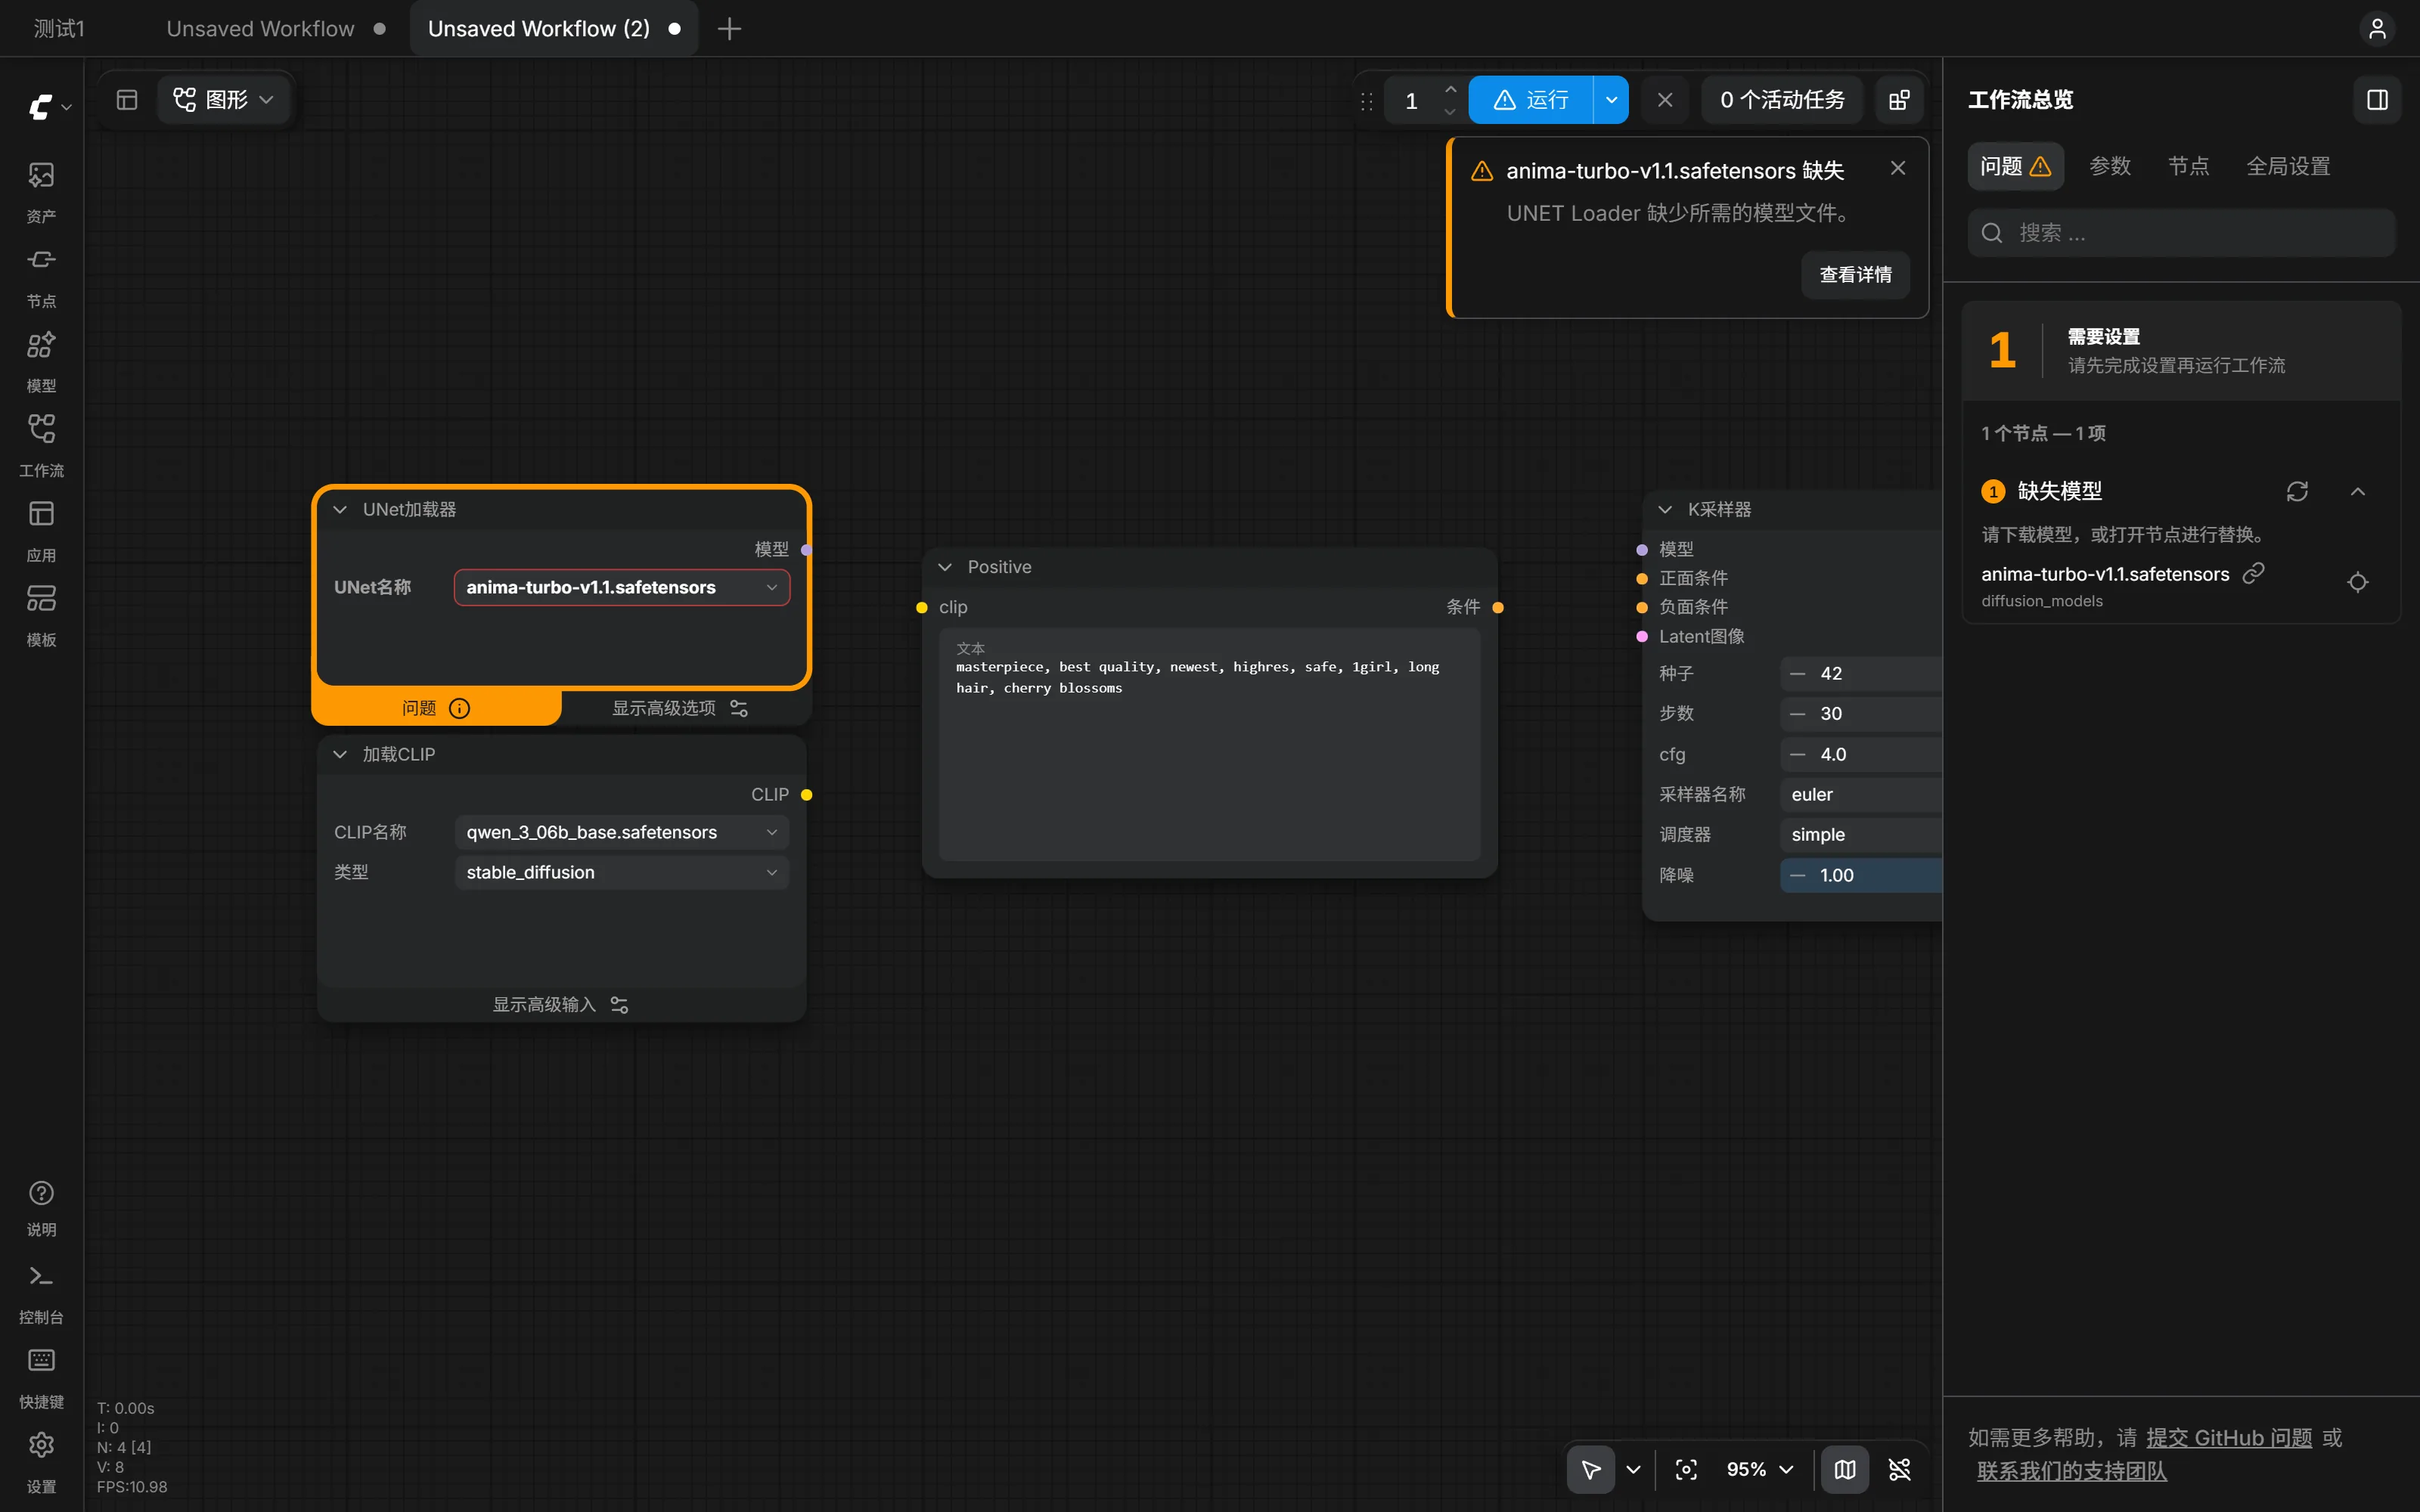 测试1
Unsaved Workflow
Unsaved Workflow (2)
图形
1
运行
0 个活动任务
资产
节点
模型
工作流
应用
模板
说明
控制台
快捷键
设置
anima-turbo-v1.1.safetensors 缺失
UNET Loader 缺少所需的模型文件。
查看详情
UNet加载器
模型
UNet名称
anima-turbo-v1.1.safetensors
问题
显示高级选项
加载CLIP
CLIP
CLIP名称
qwen_3_06b_base.safetensors
类型
stable_diffusion
显示高级输入
Positive
clip
条件
文本
masterpiece, best quality, newest, highres, safe, 1girl, long
hair, cherry blossoms
K采样器
模型
正面条件
负面条件
Latent图像
种子
42
步数
30
cfg
4.0
采样器名称
euler
调度器
simple
降噪
1.00
T: 0.00s
I: 0
N: 4 [4]
V: 8
FPS:10.98
95%
工作流总览
问题
参数
节点
全局设置
搜索 ...
1
需要设置
请先完成设置再运行工作流
1 个节点 — 1 项
1
缺失模型
请下载模型，或打开节点进行替换。
anima-turbo-v1.1.safetensors
diffusion_models
如需更多帮助，请 提交 GitHub 问题 或
联系我们的支持团队